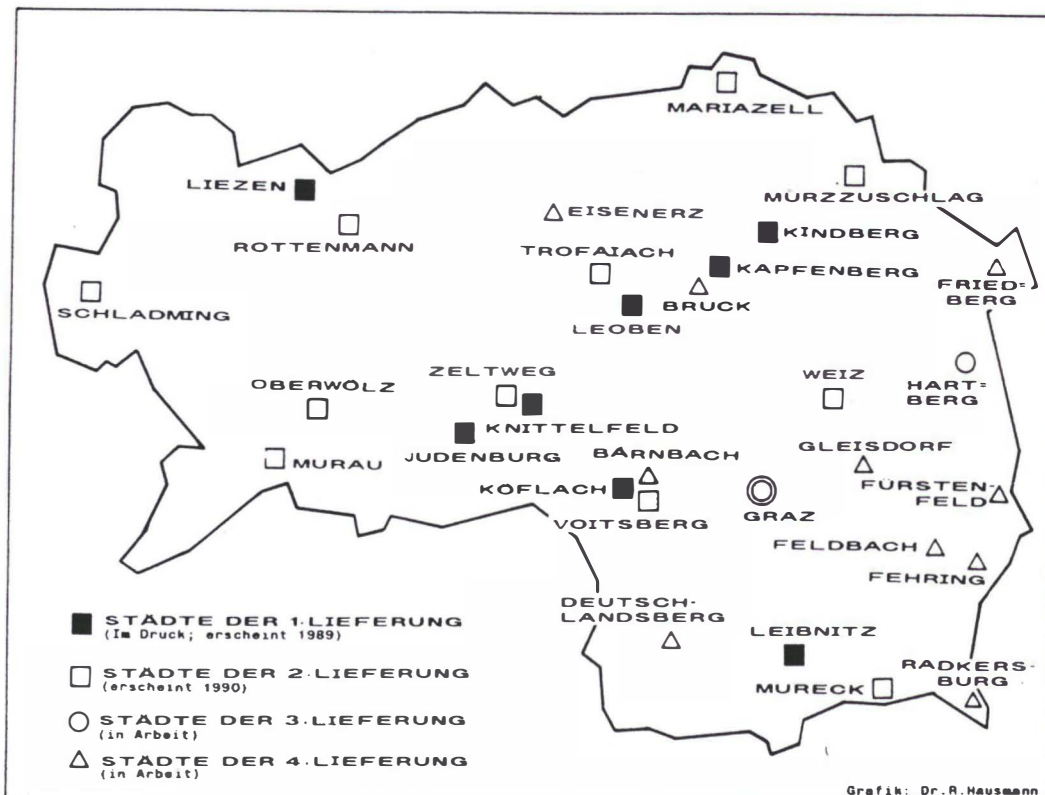 MARIAZELL
LIEZEN
MÜRZZUSCHLAG
EISENERZ
ROTTENMANN
KINDBERG
TROFAIACH
KAPFENBERG
FRIED=
BERG
BRUCK
SCHLADMING
LEOBEN
ZELTWEG
WEIZ
OBERWÖLZ
HART=
BERG
KNITTELFELD
GLEISDORF
JUDENBURG
BÄRNBACH
MURAU
FÜRSTEN-
FELD
KÖFLACH
VOITSBERG
GRAZ
FELDBACH
FEHRING
DEUTSCH-
LANDSBERG
LEIBNITZ
RADKERS-
BURG
MURECK
STÄDTE DER 1.LIEFERUNG
(Im Druck; erscheint 1989)
STÄDTE DER 2.LIEFERUNG
(erscheint 1990)
STÄDTE DER 3.LIEFERUNG
(in Arbeit)
STÄDTE DER 4.LIEFERUNG
(in Arbeit)
Grafik: Dr.R.Hausmann